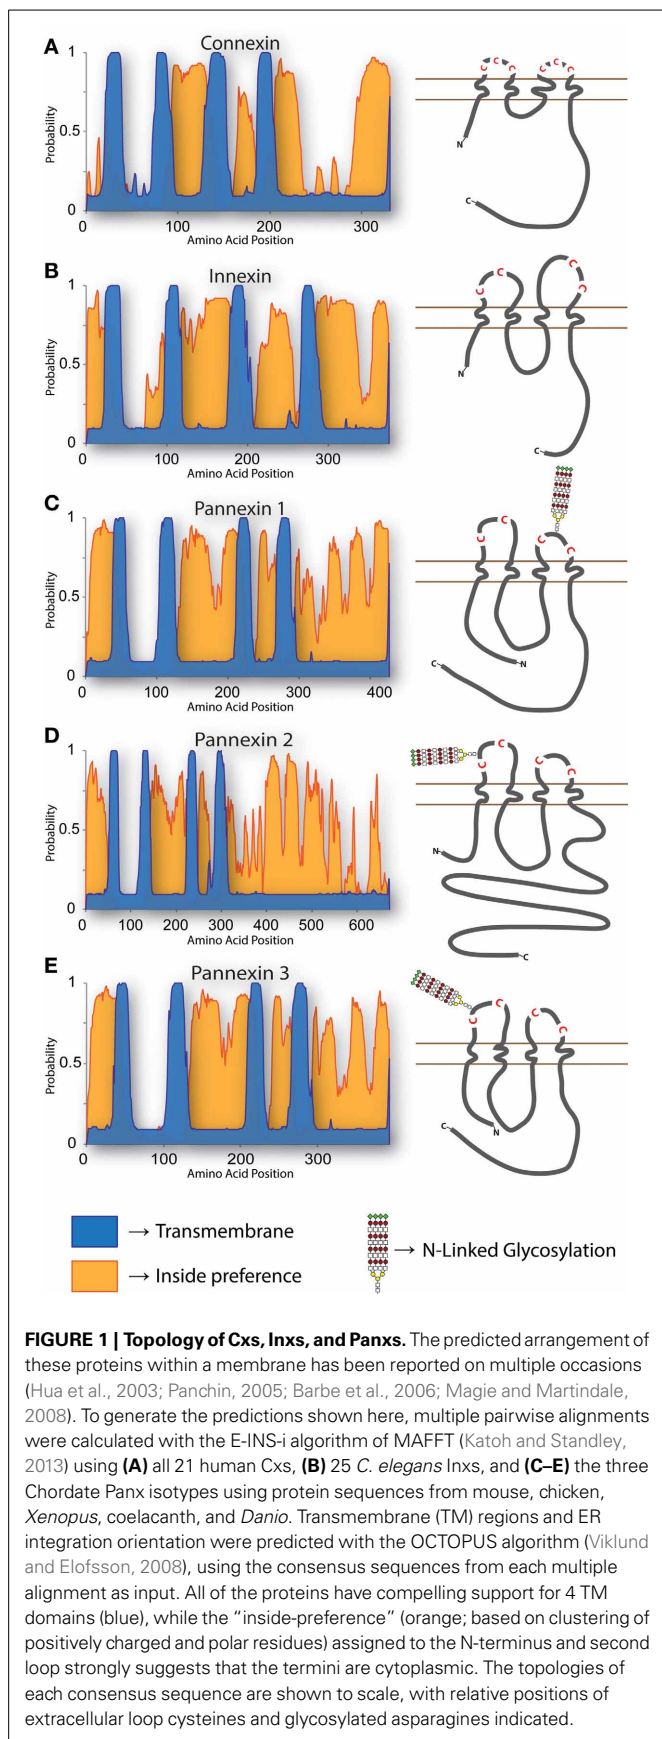 A
Connexin
1
0.5
0
Probability
0 100 200 300
Amino Acid Position
C C C C C C
N
C
B
Innexin
1
0.5
0
Probability
0 100 200 300
Amino Acid Position
C C C C C
N
C
C
Pannexin 1
1
0.5
0
Probability
0 100 200 300 400
Amino Acid Position
C C C C
N
C
D
Pannexin 2
1
0.5
0
Probability
0 100 200 300 400 500 600
Amino Acid Position
C C C C
N
C
E
Pannexin 3
1
0.5
0
Probability
0 100 200 300
Amino Acid Position
C C C C
C
N
→ Transmembrane
→ Inside preference
→ N-Linked Glycosylation
FIGURE 1 | Topology of Cxs, Inxs, and Panxs. The predicted arrangement of
these proteins within a membrane has been reported on multiple occasions
(Hua et al., 2003; Panchin, 2005; Barbe et al., 2006; Magie and Martindale,
2008). To generate the predictions shown here, multiple pairwise alignments
were calculated with the E-INS-i algorithm of MAFFT (Katoh and Standley,
2013) using (A) all 21 human Cxs, (B) 25 C. elegans Inxs, and (C–E) the three
Chordate Panx isotypes using protein sequences from mouse, chicken,
Xenopus, coelacanth, and Danio. Transmembrane (TM) regions and ER
integration orientation were predicted with the OCTOPUS algorithm (Viklund
and Elofsson, 2008), using the consensus sequences from each multiple
alignment as input. All of the proteins have compelling support for 4 TM
domains (blue), while the “inside-preference” (orange; based on clustering of
positively charged and polar residues) assigned to the N-terminus and second
loop strongly suggests that the termini are cytoplasmic. The topologies of
each consensus sequence are shown to scale, with relative positions of
extracellular loop cysteines and glycosylated asparagines indicated.